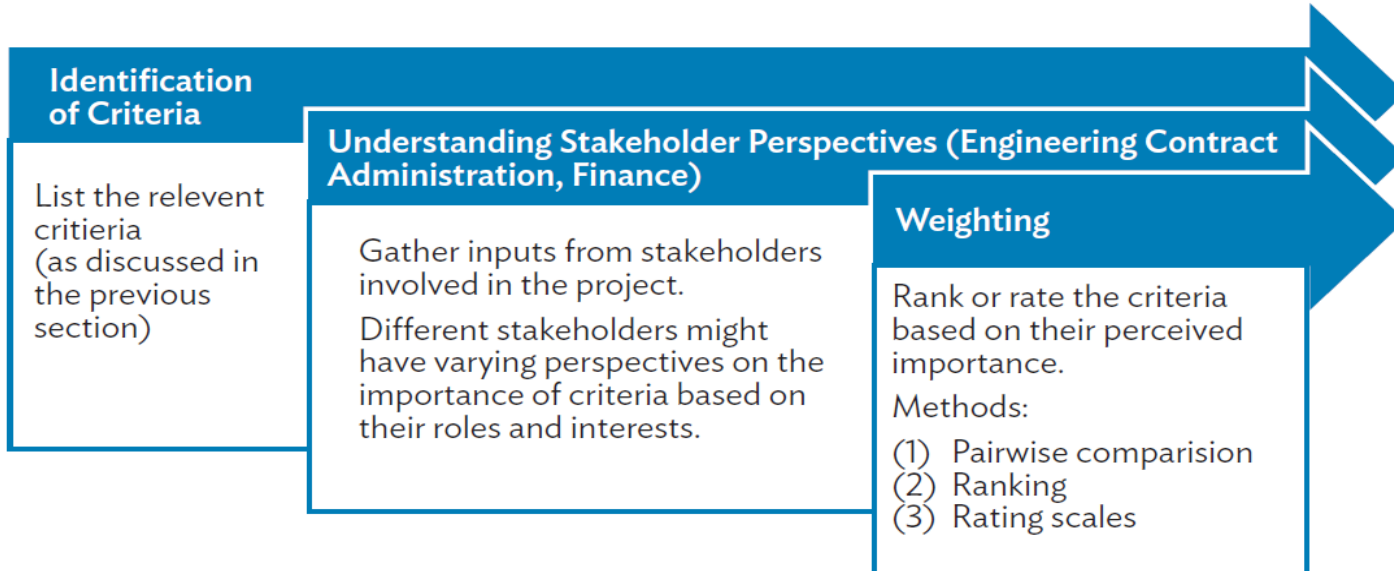 Identification
of Criteria
List the relevent
critieria
(as discussed in
the previous
section)
Understanding Stakeholder Perspectives (Engineering Contract
Administration, Finance)
Gather inputs from stakeholders
involved in the project.
Different stakeholders might
have varying perspectives on the
importance of criteria based on
their roles and interests.
Weighting
Rank or rate the criteria
based on their perceived
importance.
Methods:
(1) Pairwise comparision
(2) Ranking
(3) Rating scales